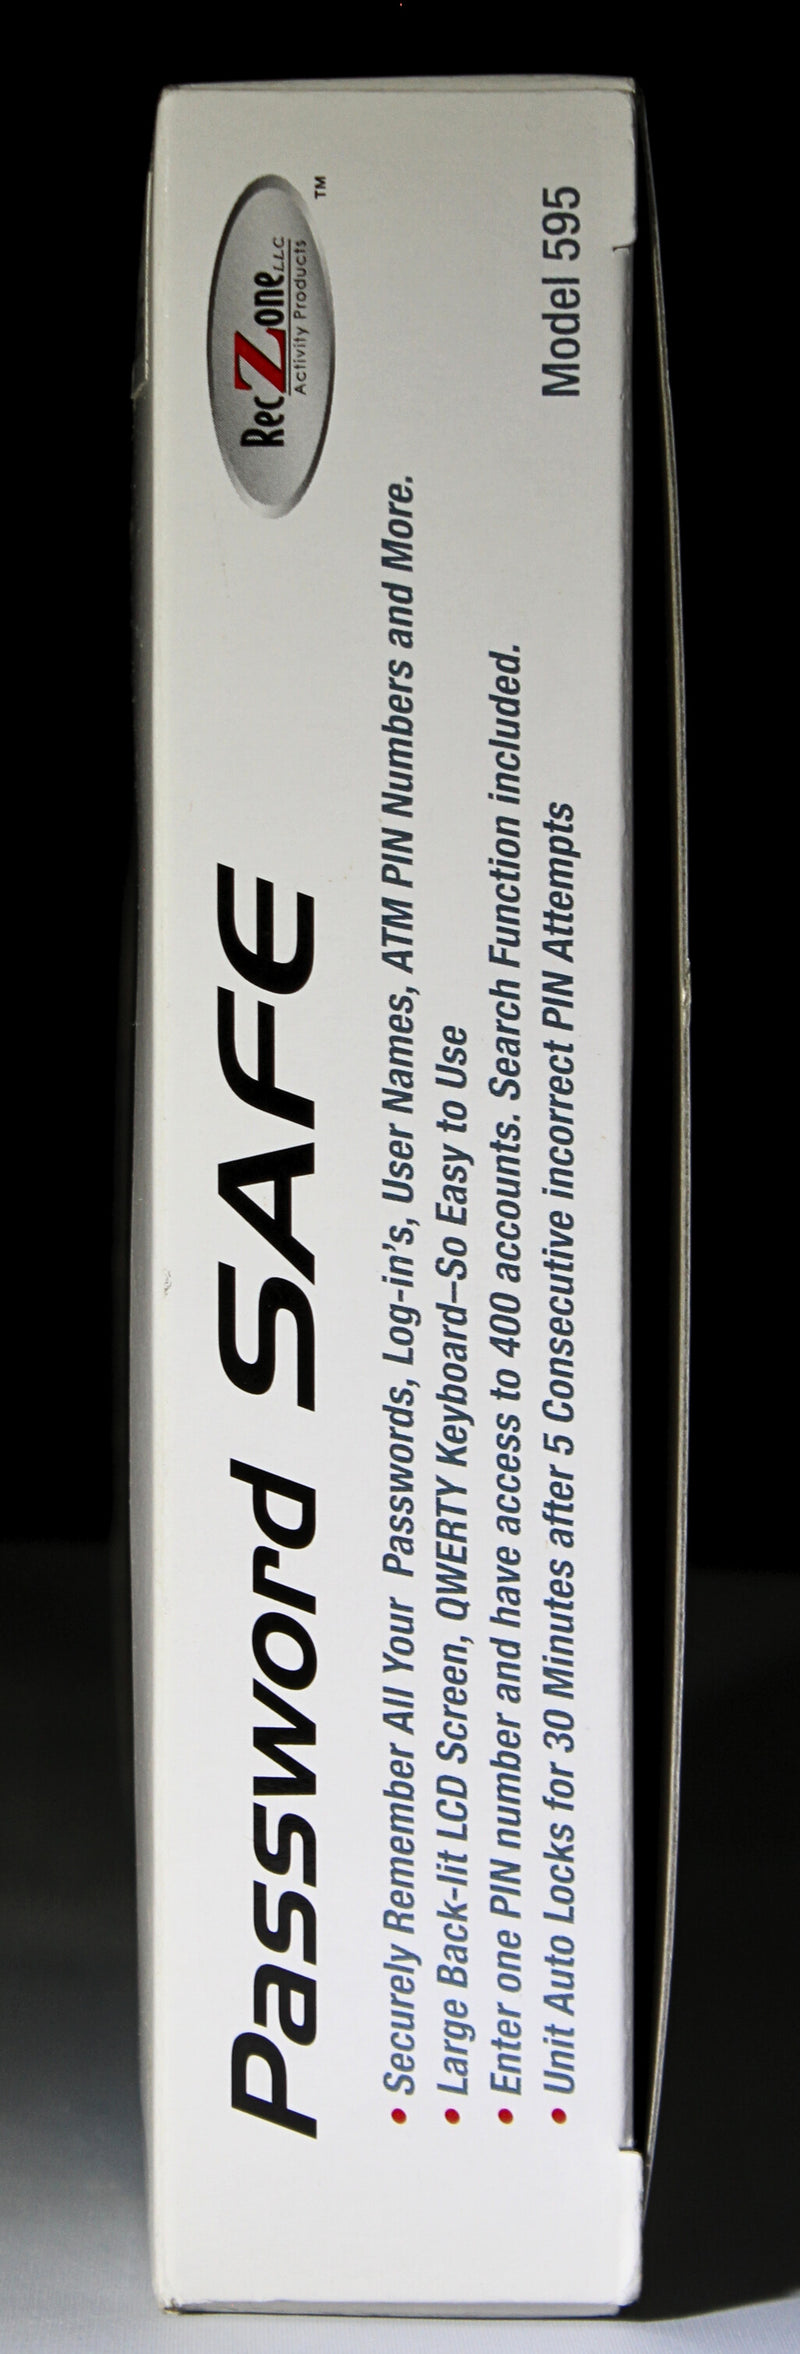 Password SAFE
RecZone LLC
Activity Products
TM
• Securely Remember All Your Passwords, Log-in's, User Names, ATM PIN Numbers and More.
• Large Back-lit LCD Screen, QWERTY Keyboard–So Easy to Use
• Enter one PIN number and have access to 400 accounts. Search Function included.
• Unit Auto Locks for 30 Minutes after 5 Consecutive incorrect PIN Attempts
Model 595